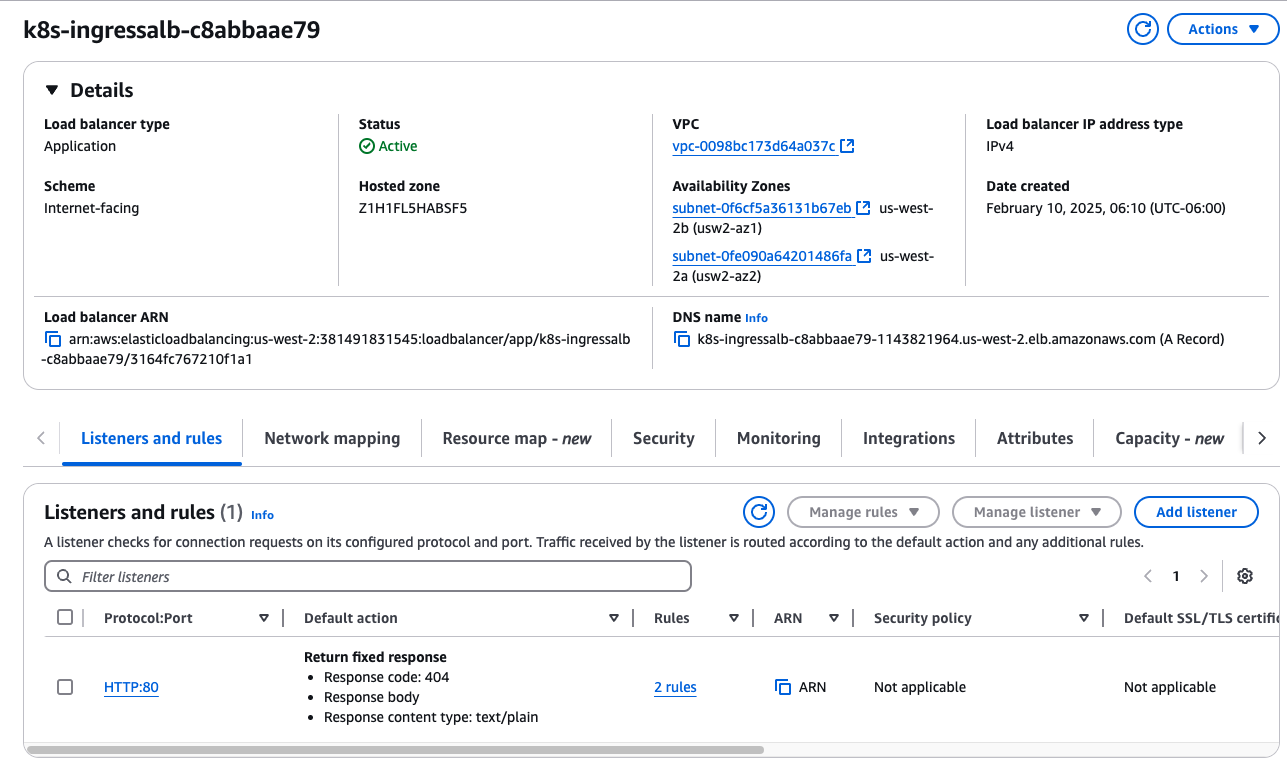 k8s-ingressalb-c8abbaae79
Actions
Details
Load balancer type
Application
Status
Active
VPC
vpc-0098bc173d64a037c
Load balancer IP address type
IPv4
Scheme
Internet-facing
Hosted zone
Z1H1FL5HABSF5
Availability Zones
subnet-0f6cf5a36131b67eb us-west-
2b (usw2-az1)
subnet-0fe090a64201486fa us-west-
2a (usw2-az2)
Date created
February 10, 2025, 06:10 (UTC-06:00)
Load balancer ARN
arn:aws:elasticloadbalancing:us-west-2:381491831545:loadbalancer/app/k8s-ingressalb
-c8abbaae79/3164fc767210f1a1
DNS name Info
k8s-ingressalb-c8abbaae79-1143821964.us-west-2.elb.amazonaws.com (A Record)
Listeners and rules Network mapping Resource map - new Security Monitoring Integrations Attributes Capacity - new
Listeners and rules (1) Info
Manage rules Manage listener Add listener
A listener checks for connection requests on its configured protocol and port. Traffic received by the listener is routed according to the default action and any additional rules.
Filter listeners
1
Protocol:Port Default action Rules ARN Security policy Default SSL/TLS certific
Return fixed response
• Response code: 404
• Response body
• Response content type: text/plain
HTTP:80
2 rules
ARN
Not applicable
Not applicable